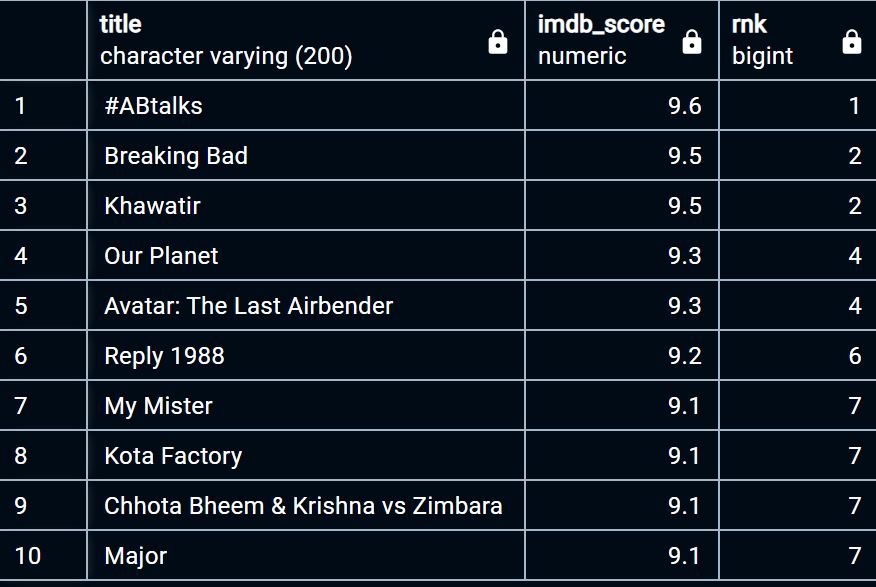 title imdb_score rnk
character varying (200) numeric bigint
1 #ABtalks 9.6 1
2 Breaking Bad 9.5 2
3 Khawatir 9.5 2
4 Our Planet 9.3 4
5 Avatar: The Last Airbender 9.3 4
6 Reply 1988 9.2 6
7 My Mister 9.1 7
8 Kota Factory 9.1 7
9 Chhota Bheem & Krishna vs Zimbara 9.1 7
10 Major 9.1 7